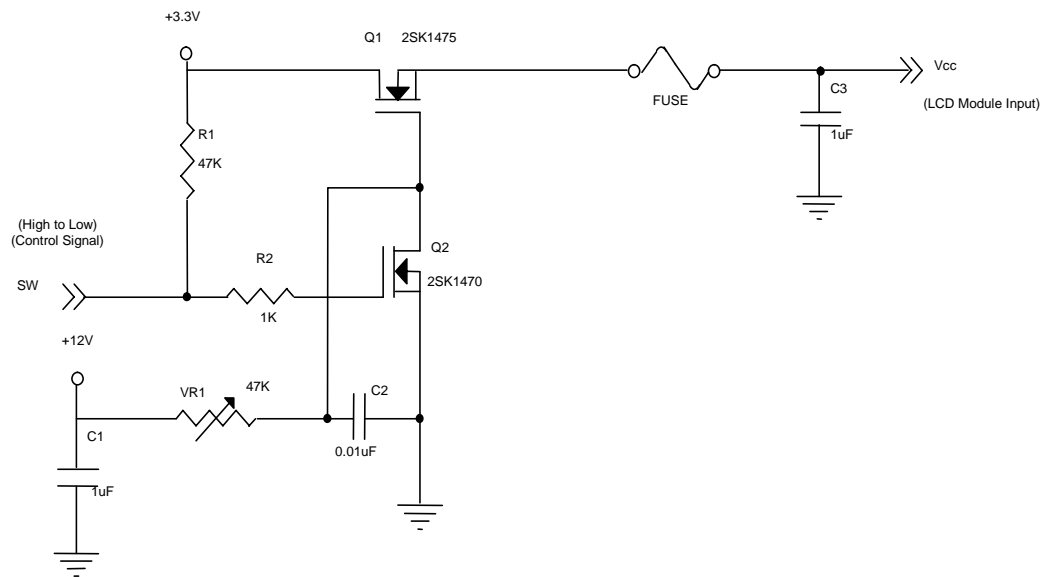 +3.3V
Q1 2SK1475
Vcc
FUSE
C3
(LCD Module Input)
1uF
R1
47K
(High to Low)
(Control Signal)
Q2
R2
2SK1470
SW
1K
+12V
VR1 47K
C2
C1
0.01uF
1uF